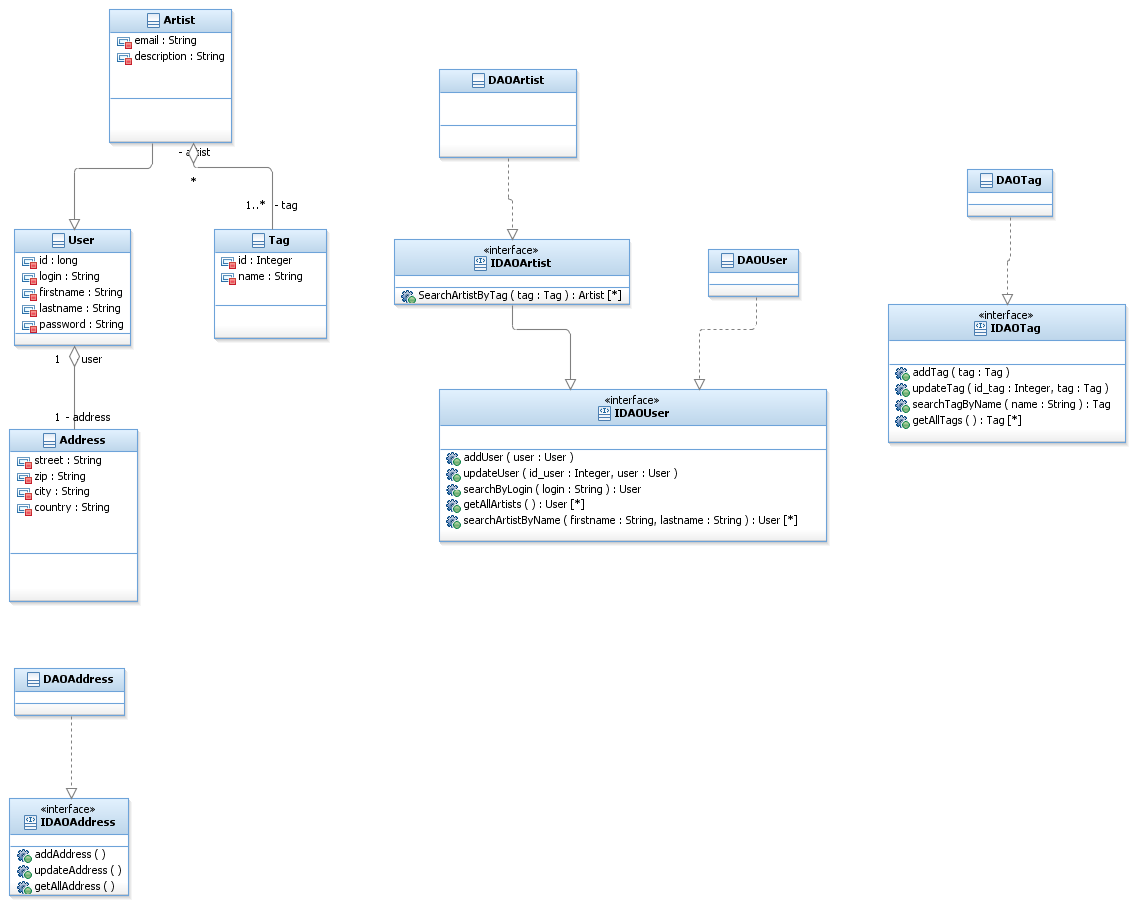 Artist
email : String
description : String
- artist
*
1..* - tag
User
id : long
login : String
firstname : String
lastname : String
password : String
Tag
id : Integer
name : String
1 user
1 - address
Address
street : String
zip : String
city : String
country : String
DAOArtist
«interface»
IDAOArtist
SearchArtistByTag ( tag : Tag ) : Artist [*]
DAOUser
«interface»
IDAOUser
addUser ( user : User )
updateUser ( id_user : Integer, user : User )
searchByLogin ( login : String ) : User
getAllArtists ( ) : User [*]
searchArtistByName ( firstname : String, lastname : String ) : User [*]
DAOTag
«interface»
IDAOTag
addTag ( tag : Tag )
updateTag ( id_tag : Integer, tag : Tag )
searchTagByName ( name : String ) : Tag
getAllTags ( ) : Tag [*]
DAOAddress
«interface»
IDAOAddress
addAddress ( )
updateAddress ( )
getAllAddress ( )